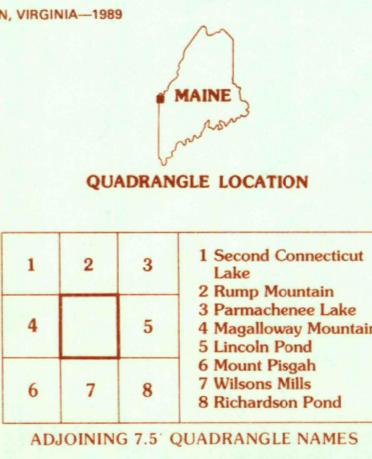 N, VIRGINIA—1989
MAINE
QUADRANGLE LOCATION
1 2 3
4 5
6 7 8
1 Second Connecticut
Lake
2 Rump Mountain
3 Parmachenee Lake
4 Magalloway Mountain
5 Lincoln Pond
6 Mount Pisgah
7 Wilsons Mills
8 Richardson Pond
ADJOINING 7.5′ QUADRANGLE NAMES